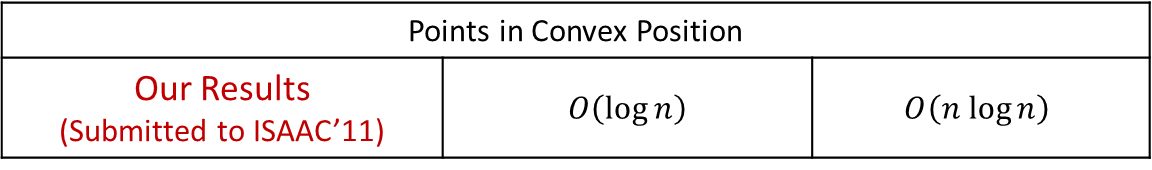 Points in Convex Position
Our Results
(Submitted to ISAAC’11)
O(log n)
O(n log n)